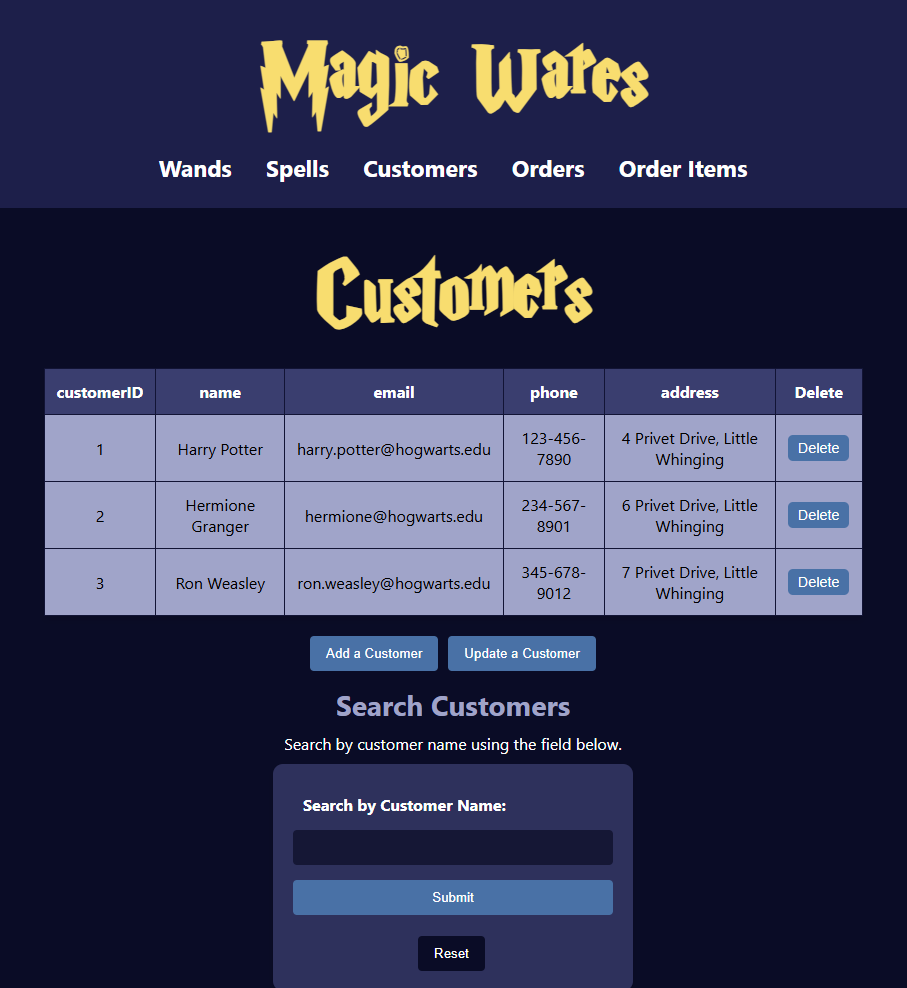 Magic Wares
Wands Spells Customers Orders Order Items
Customers
customerID name email phone address Delete
1 Harry Potter harry.potter@hogwarts.edu 123-456-7890 4 Privet Drive, Little Whinging Delete
2 Hermione Granger hermione@hogwarts.edu 234-567-8901 6 Privet Drive, Little Whinging Delete
3 Ron Weasley ron.weasley@hogwarts.edu 345-678-9012 7 Privet Drive, Little Whinging Delete
Add a Customer Update a Customer
Search Customers
Search by customer name using the field below.
Search by Customer Name:
Submit
Reset